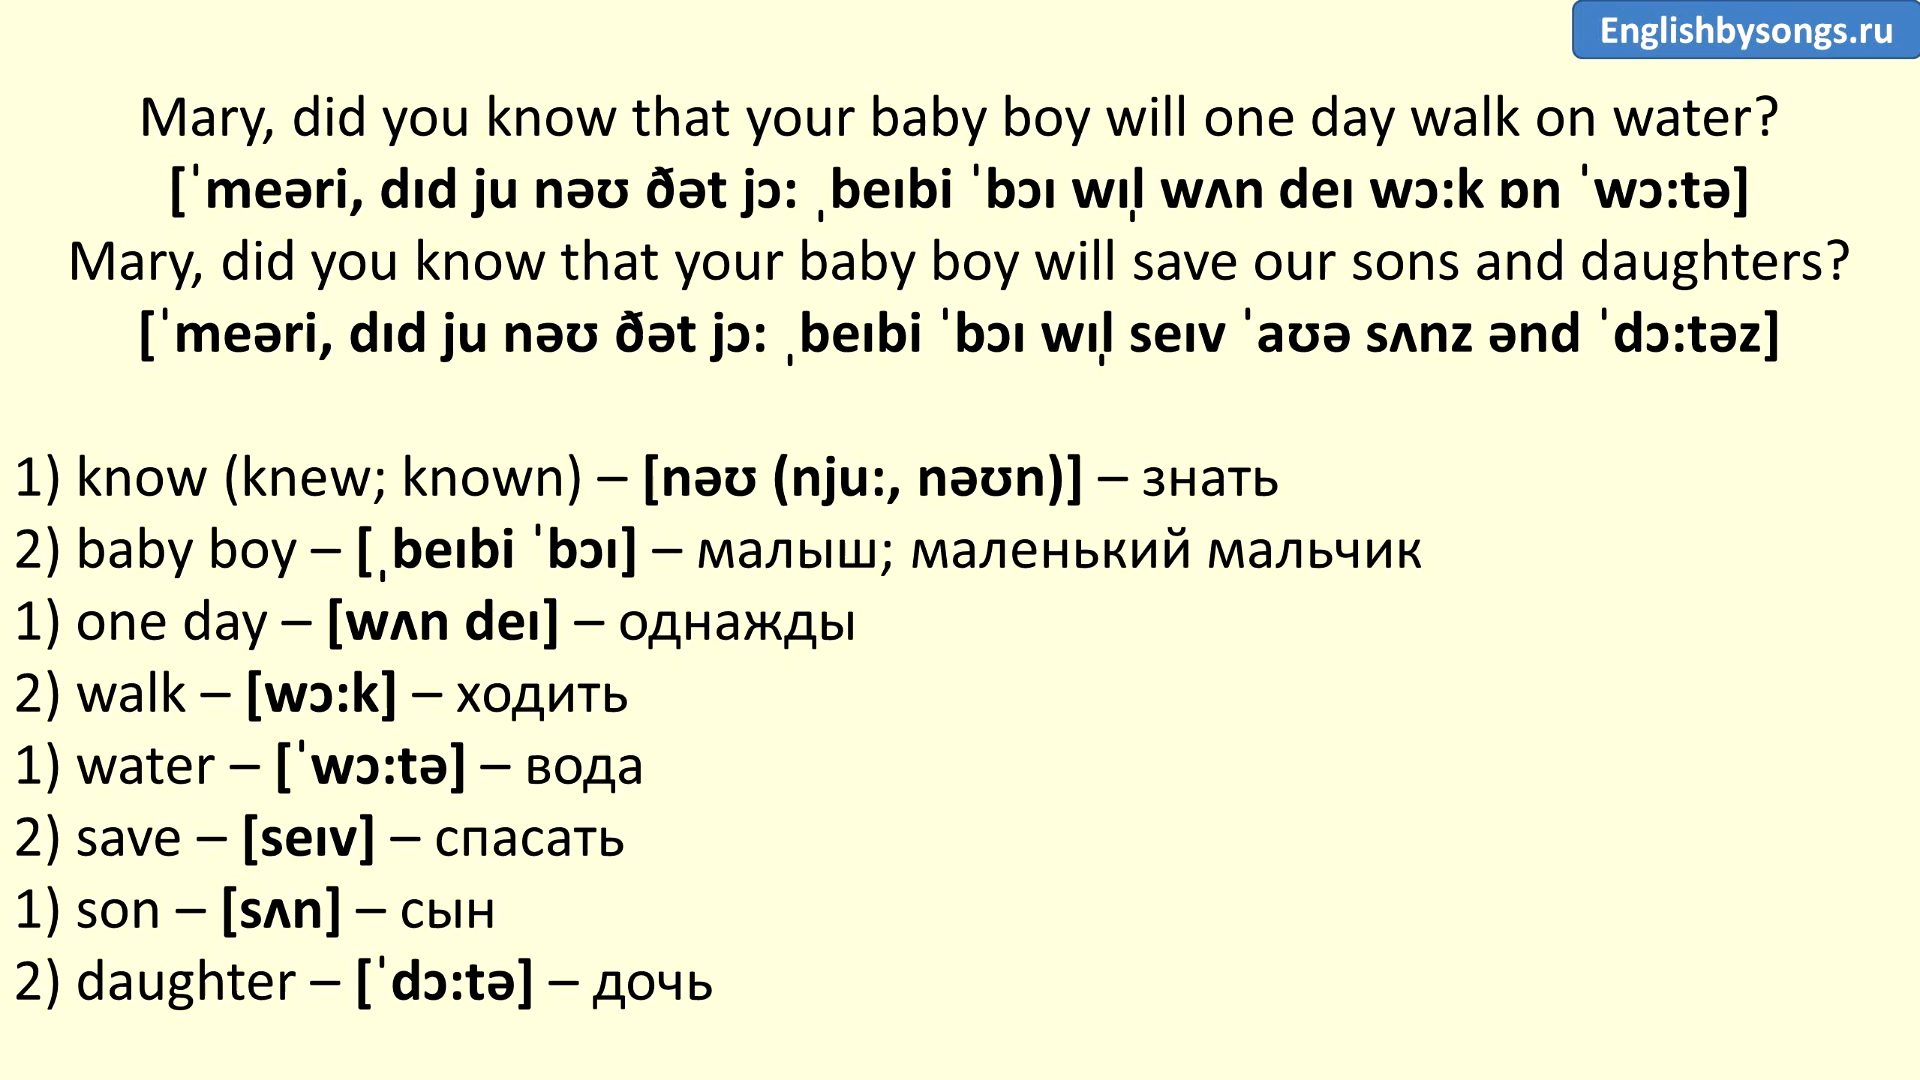 Englishbysongs.ru
Mary, did you know that your baby boy will one day walk on water?
[ˈmeəri, dɪd ju nəʊ ðət jɔ: ˌbeɪbi ˈbɔɪ wɪl̩ wʌn deɪ wɔ:k ɒn ˈwɔ:tə]
Mary, did you know that your baby boy will save our sons and daughters?
[ˈmeəri, dɪd ju nəʊ ðət jɔ: ˌbeɪbi ˈbɔɪ wɪl̩ seɪv ˈaʊə sʌnz ənd ˈdɔ:təz]
1) know (knew; known) – [nəʊ (nju:, nəʊn)] – знать
2) baby boy – [ˌbeɪbi ˈbɔɪ] – малыш; маленький мальчик
1) one day – [wʌn deɪ] – однажды
2) walk – [wɔ:k] – ходить
1) water – [ˈwɔ:tə] – вода
2) save – [seɪv] – спасать
1) son – [sʌn] – сын
2) daughter – [ˈdɔ:tə] – дочь